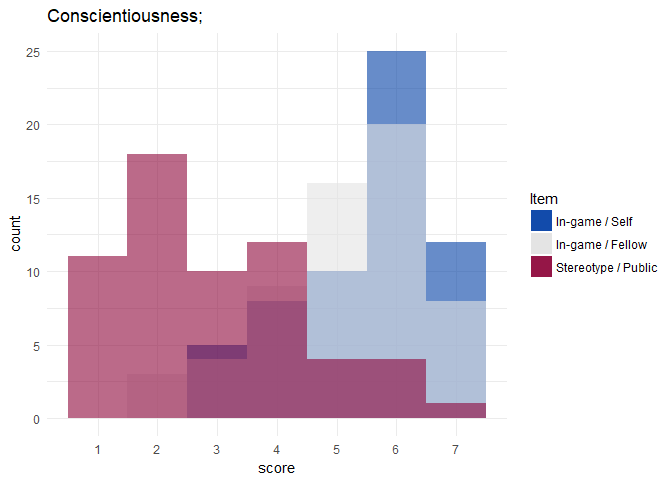 Conscientiousness;
25
20
15
10
5
0
count
1 2 3 4 5 6 7
score
Item
In-game / Self
In-game / Fellow
Stereotype / Public